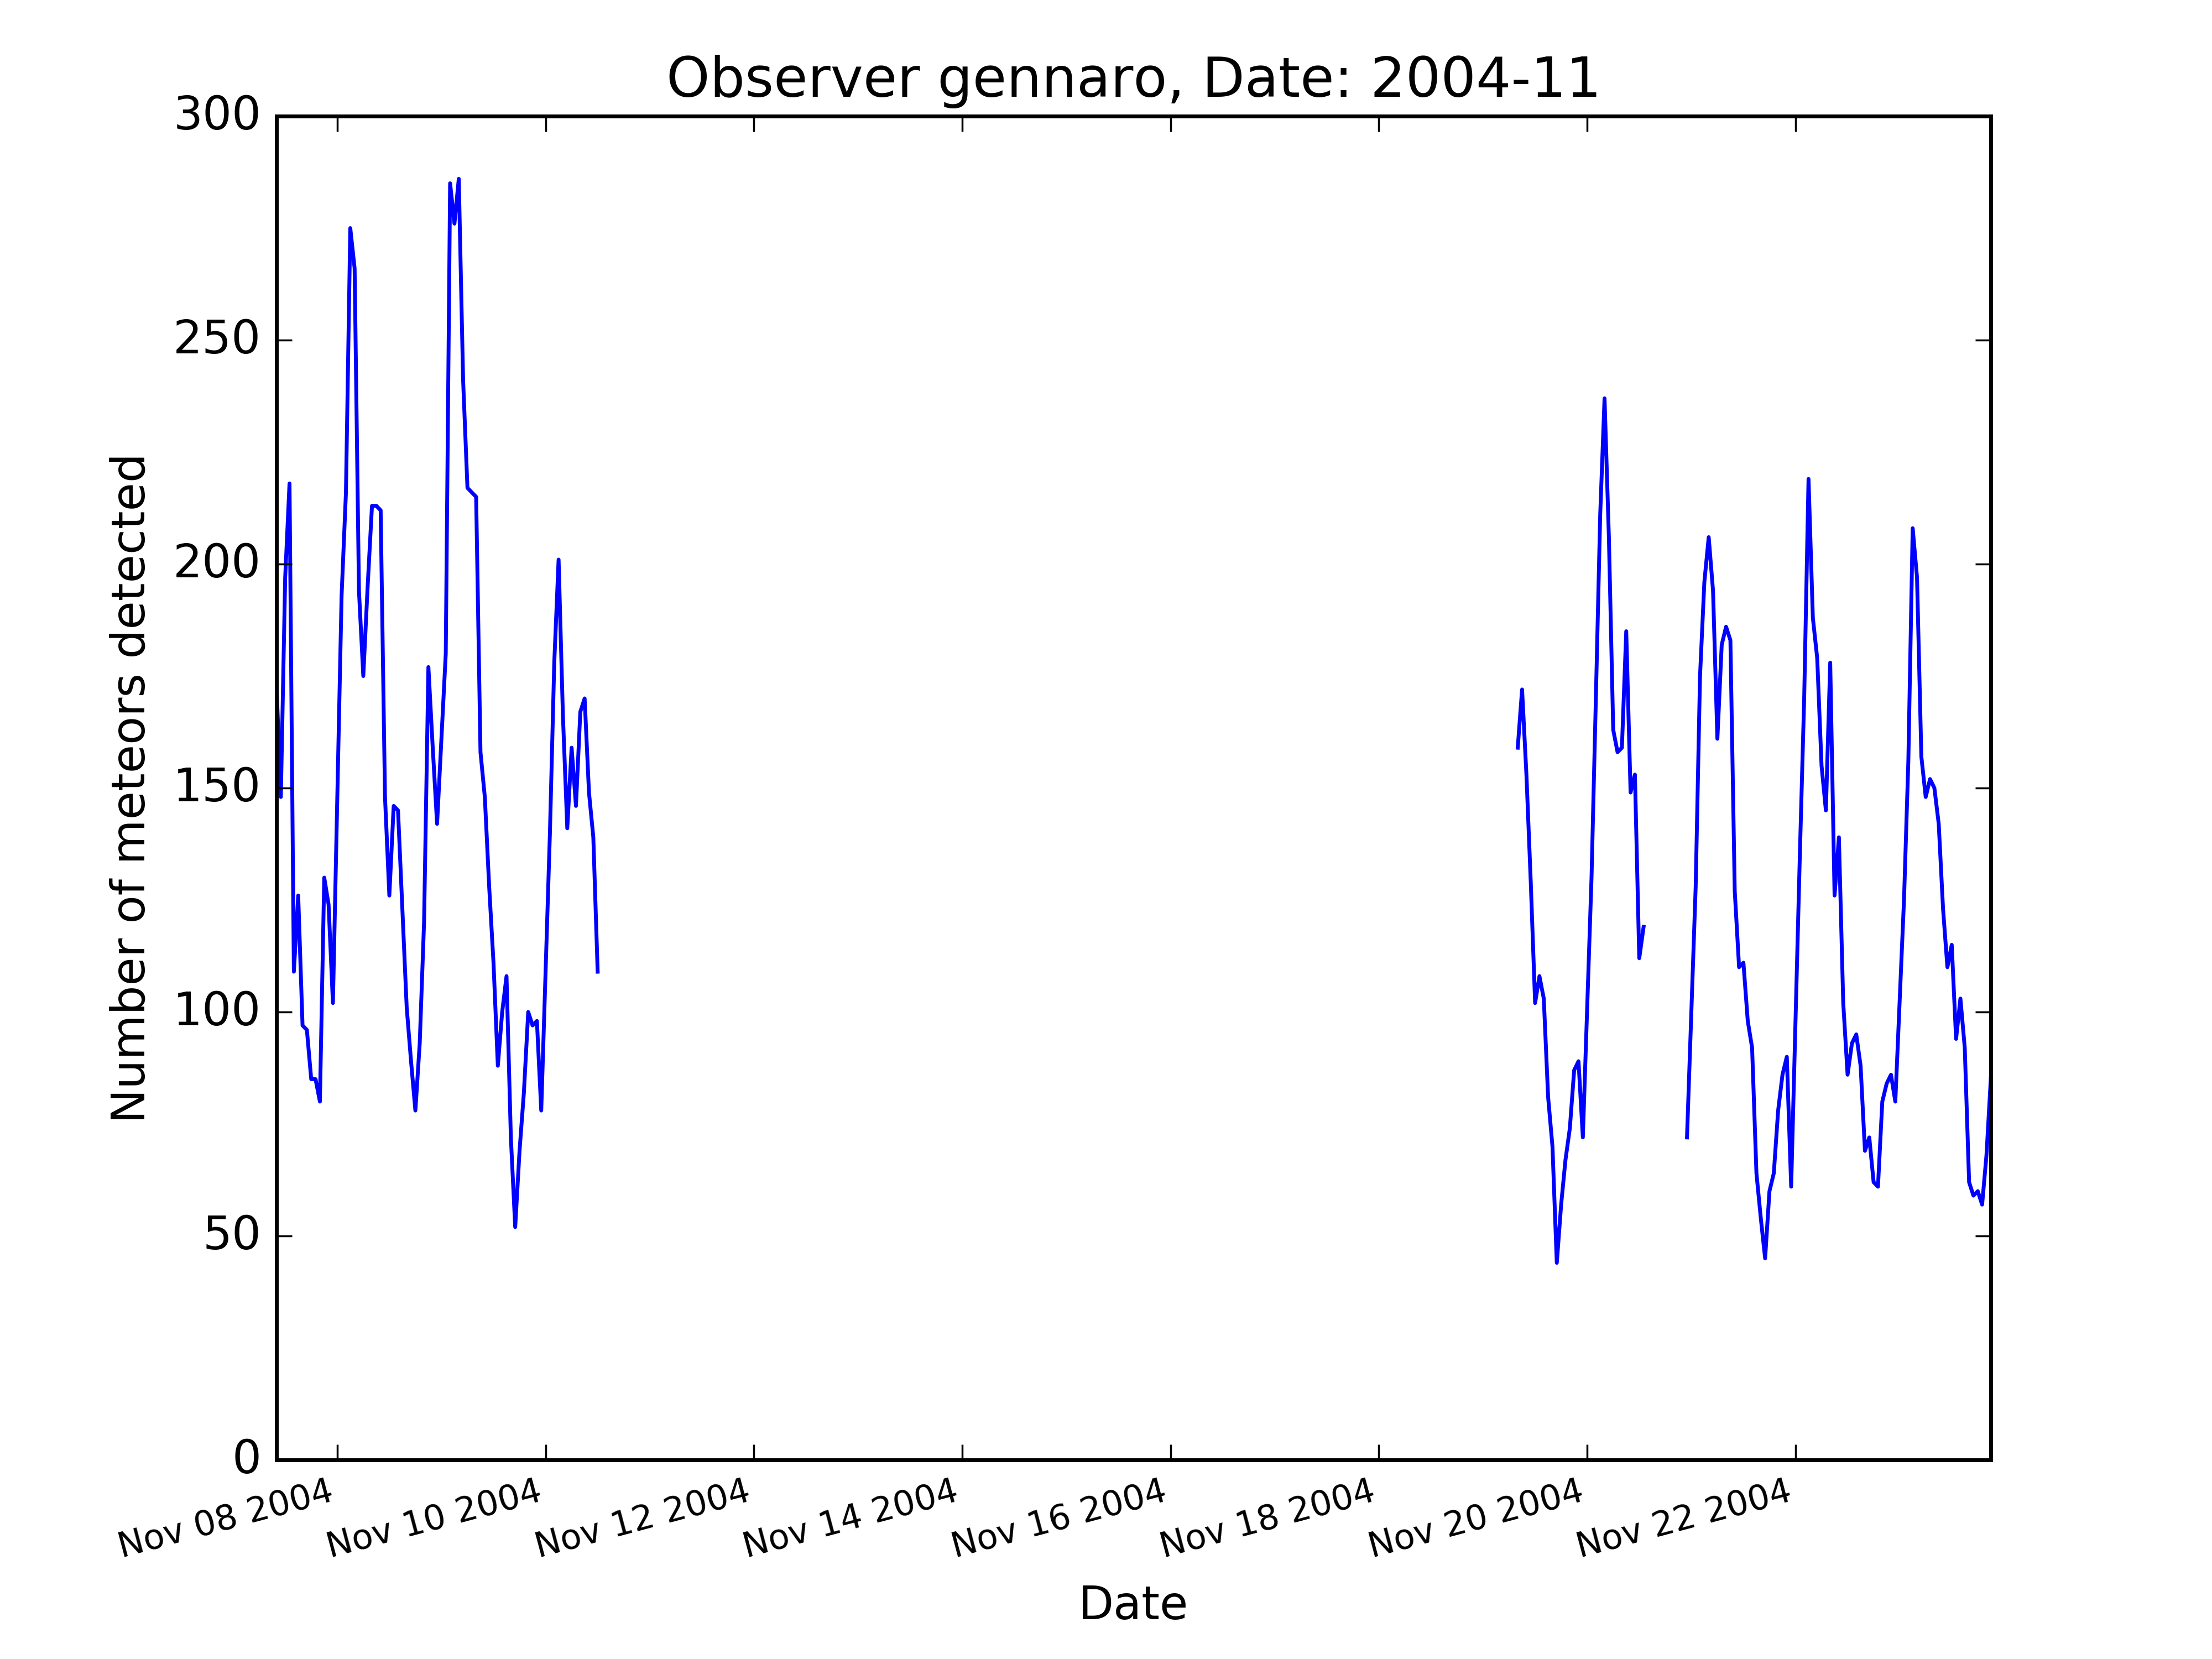 Observer gennaro, Date: 2004-11
300
250
200
150
100
50
0
Number of meteors detected
Nov 08 2004
Nov 10 2004
Nov 12 2004
Nov 14 2004
Nov 16 2004
Nov 18 2004
Nov 20 2004
Nov 22 2004
Date